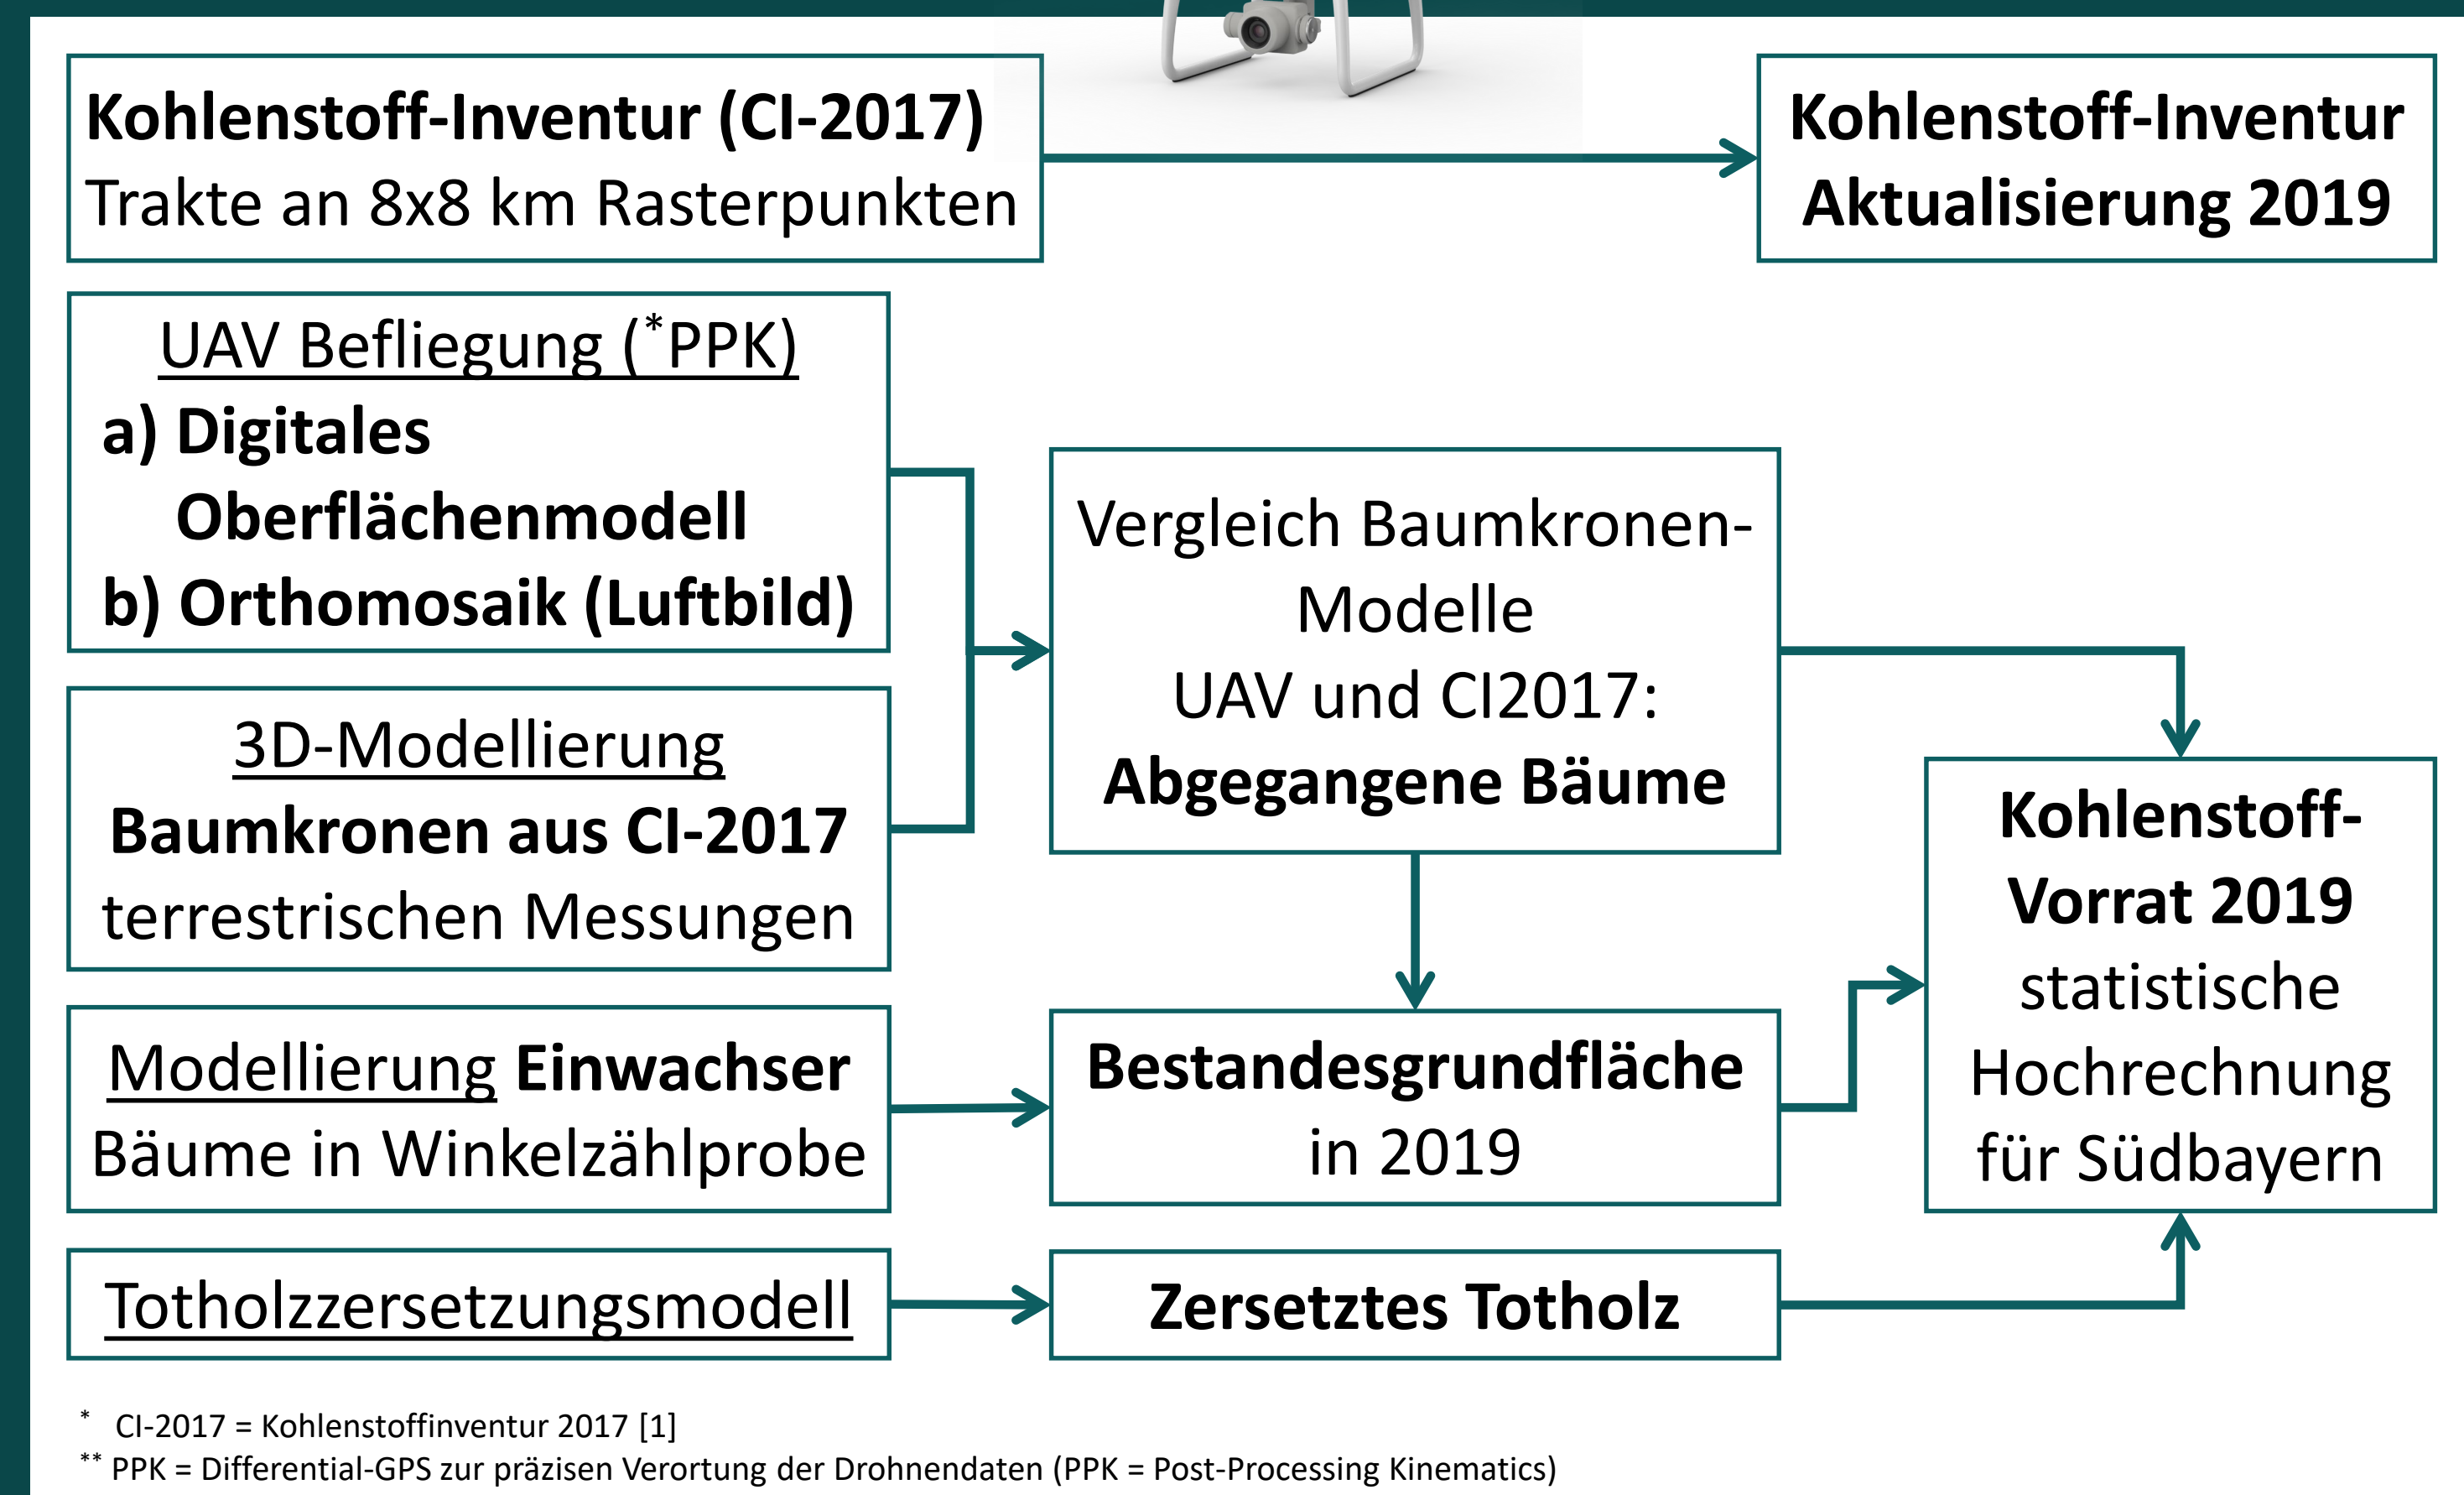 Kohlenstoff-Inventur (CI-2017)
Trakte an 8x8 km Rasterpunkten
Kohlenstoff-Inventur
Aktualisierung 2019
UAV Befliegung (*PPK)
a) Digitales
Oberflächenmodell
b) Orthomosaik (Luftbild)
3D-Modellierung
Baumkronen aus CI-2017
terrestrischen Messungen
Vergleich Baumkronen-
Modelle
UAV und CI2017:
Abgegangene Bäume
Modellierung Einwachser
Bäume in Winkelzählprobe
Bestandesgrundfläche
in 2019
Kohlenstoff-
Vorrat 2019
statistische
Hochrechnung
für Südbayern
Totholzzersetzungsmodell
Zersetztes Totholz
* CI-2017 = Kohlenstoffinventur 2017 [1]
** PPK = Differential-GPS zur präzisen Verortung der Drohnendaten (PPK = Post-Processing Kinematics)